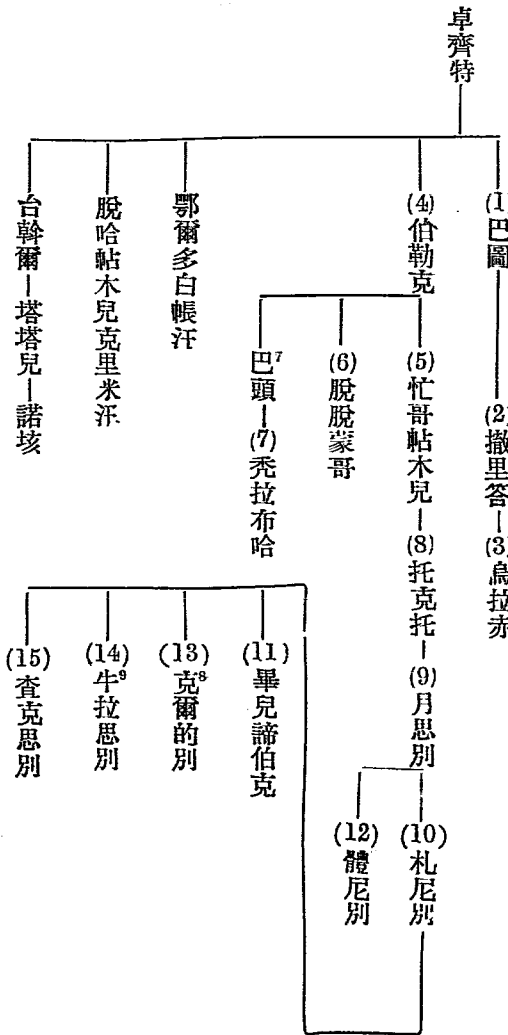 卓齊特
(1)巴圖
(2)撒里答
(3)烏拉赤
(4)伯勒克
(5)忙哥帖木兒
(8)托克托
(9)月思別
(10)札尼別
(12)體尼別
(6)脫脫蒙哥
巴⁷頭
(7)禿拉布哈
鄂爾多白帳汗
脫哈帖木兒克里米汗
台斡爾
塔塔兒
諾垓
(11)畢兒諦伯克
(13)克⁸爾的別
(14)牛⁹拉思別
(15)查克思別